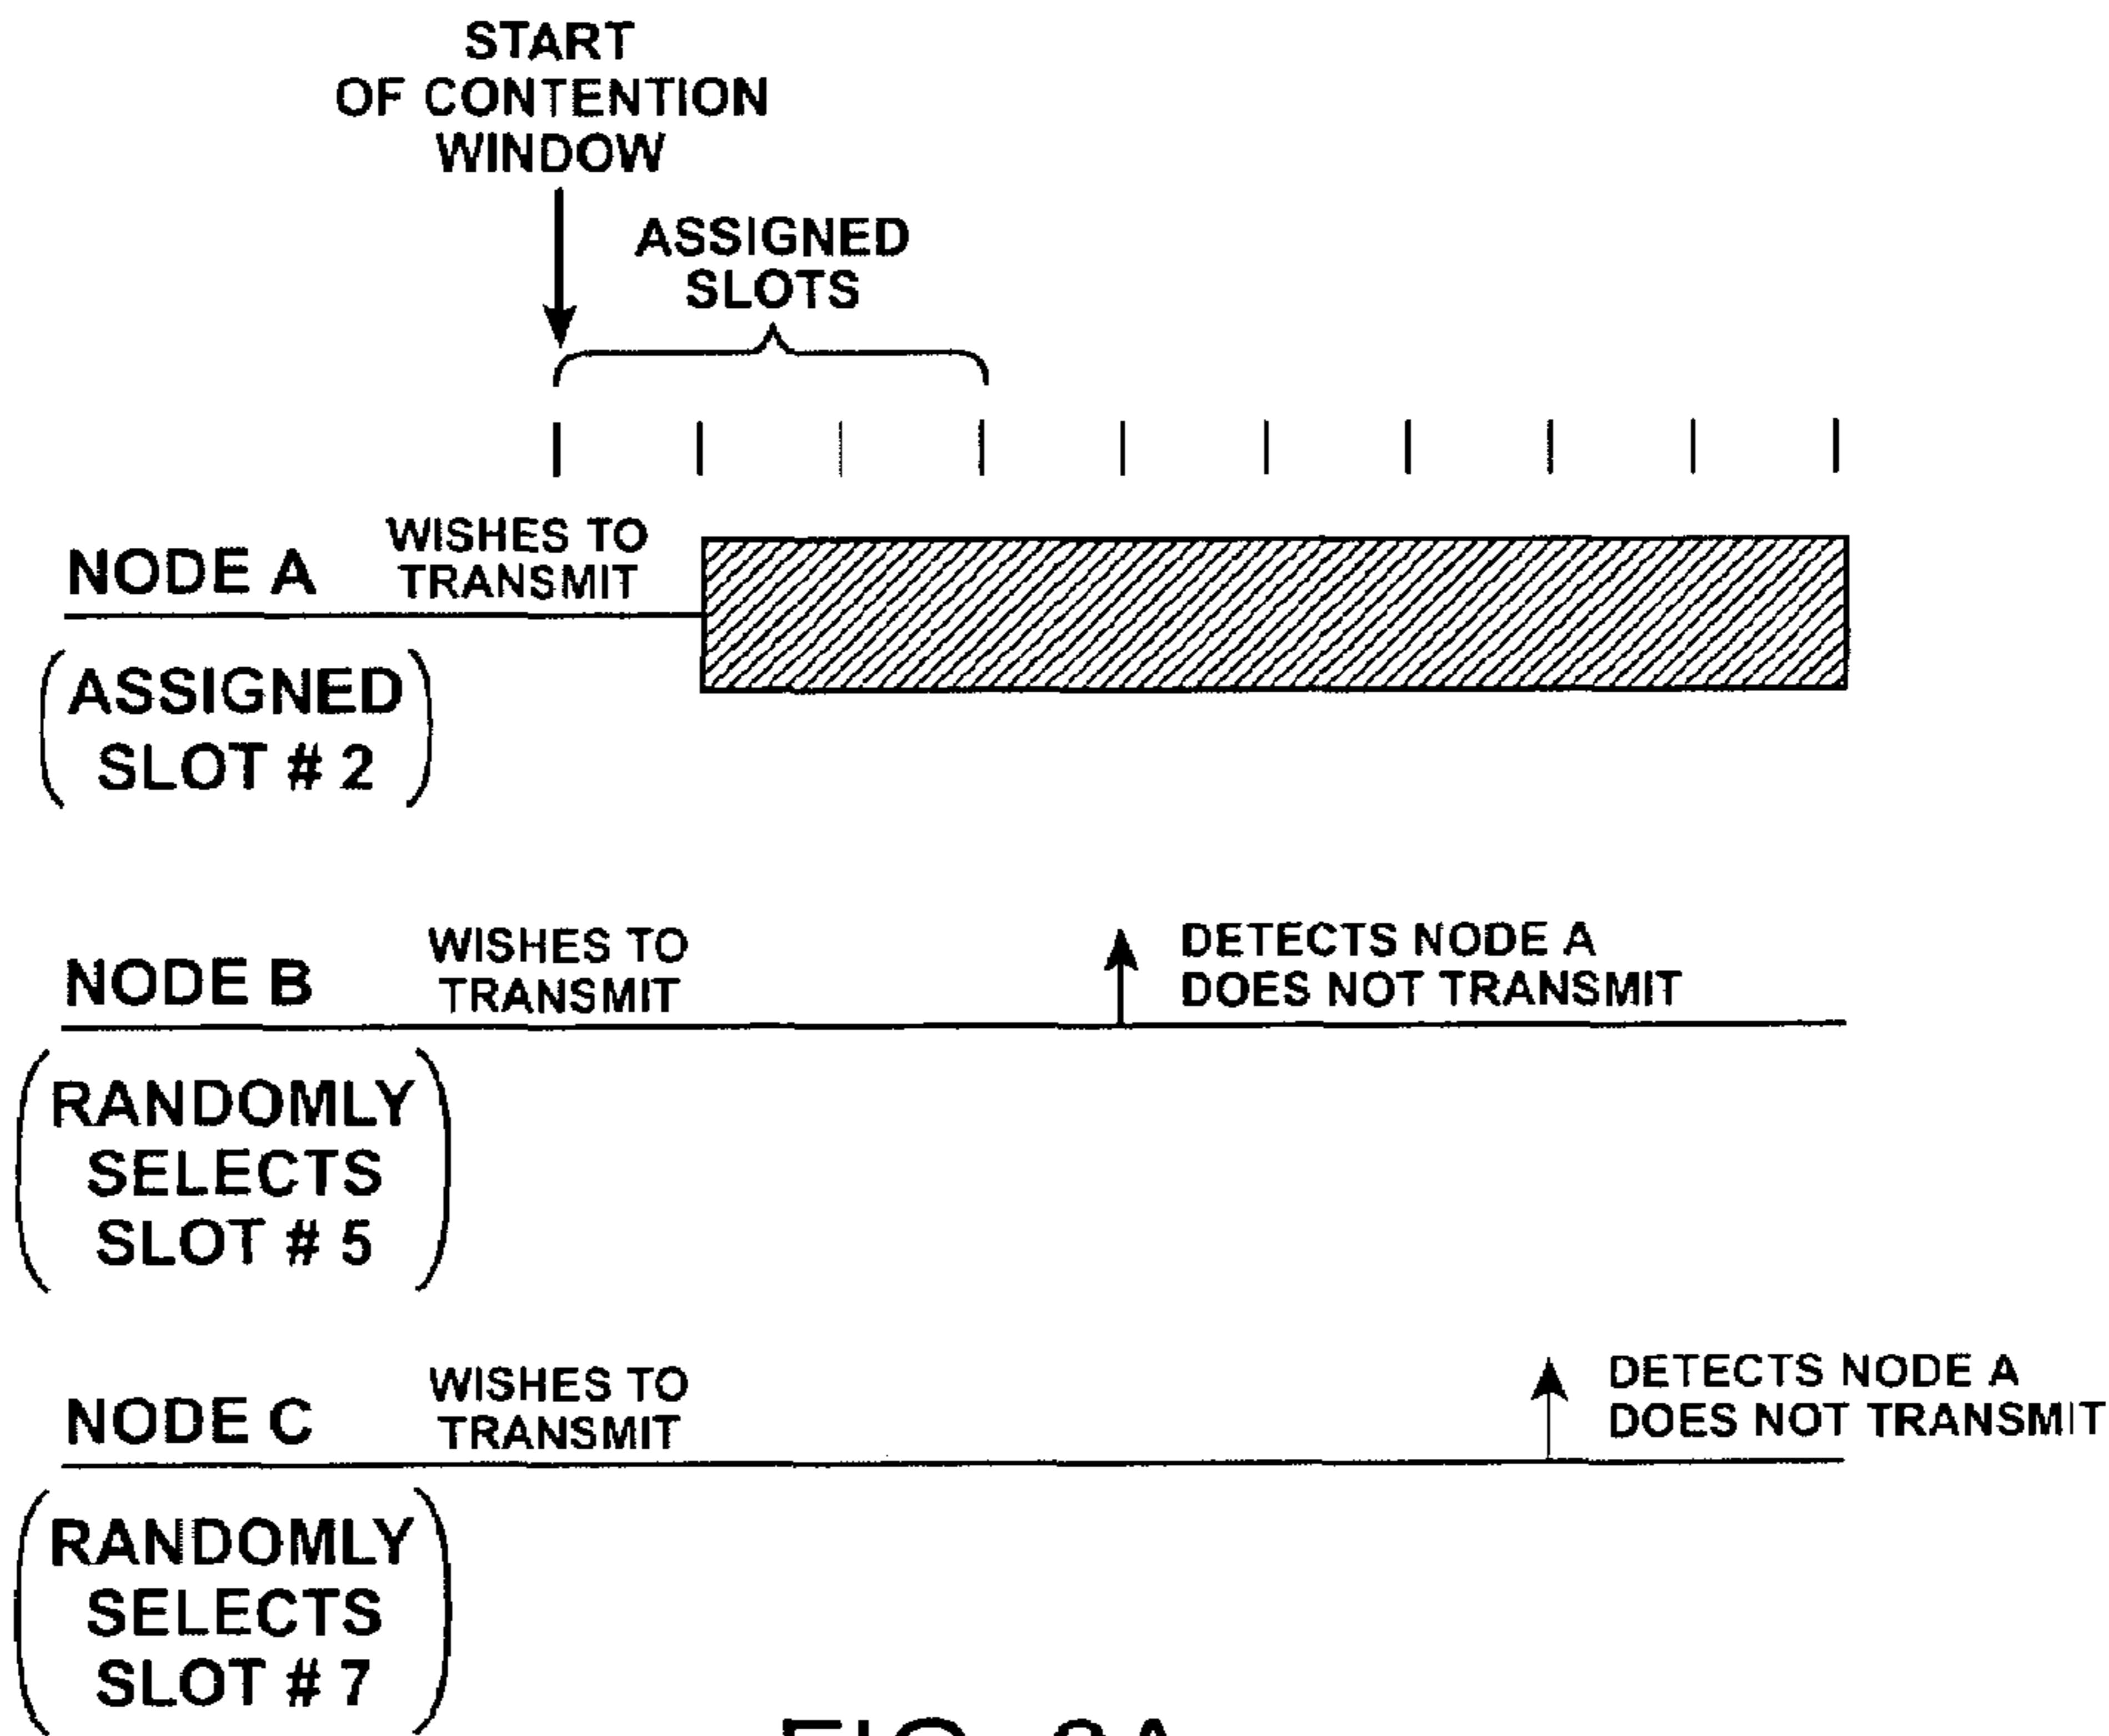 START
OF CONTENTION
WINDOW
ASSIGNED
SLOTS
NODE A
WISHES TO
TRANSMIT
(ASSIGNED
SLOT # 2)
NODE B
WISHES TO
TRANSMIT
DETECTS NODE A
DOES NOT TRANSMIT
(RANDOMLY
SELECTS
SLOT # 5)
NODE C
WISHES TO
TRANSMIT
DETECTS NODE A
DOES NOT TRANSMIT
(RANDOMLY
SELECTS
SLOT # 7)